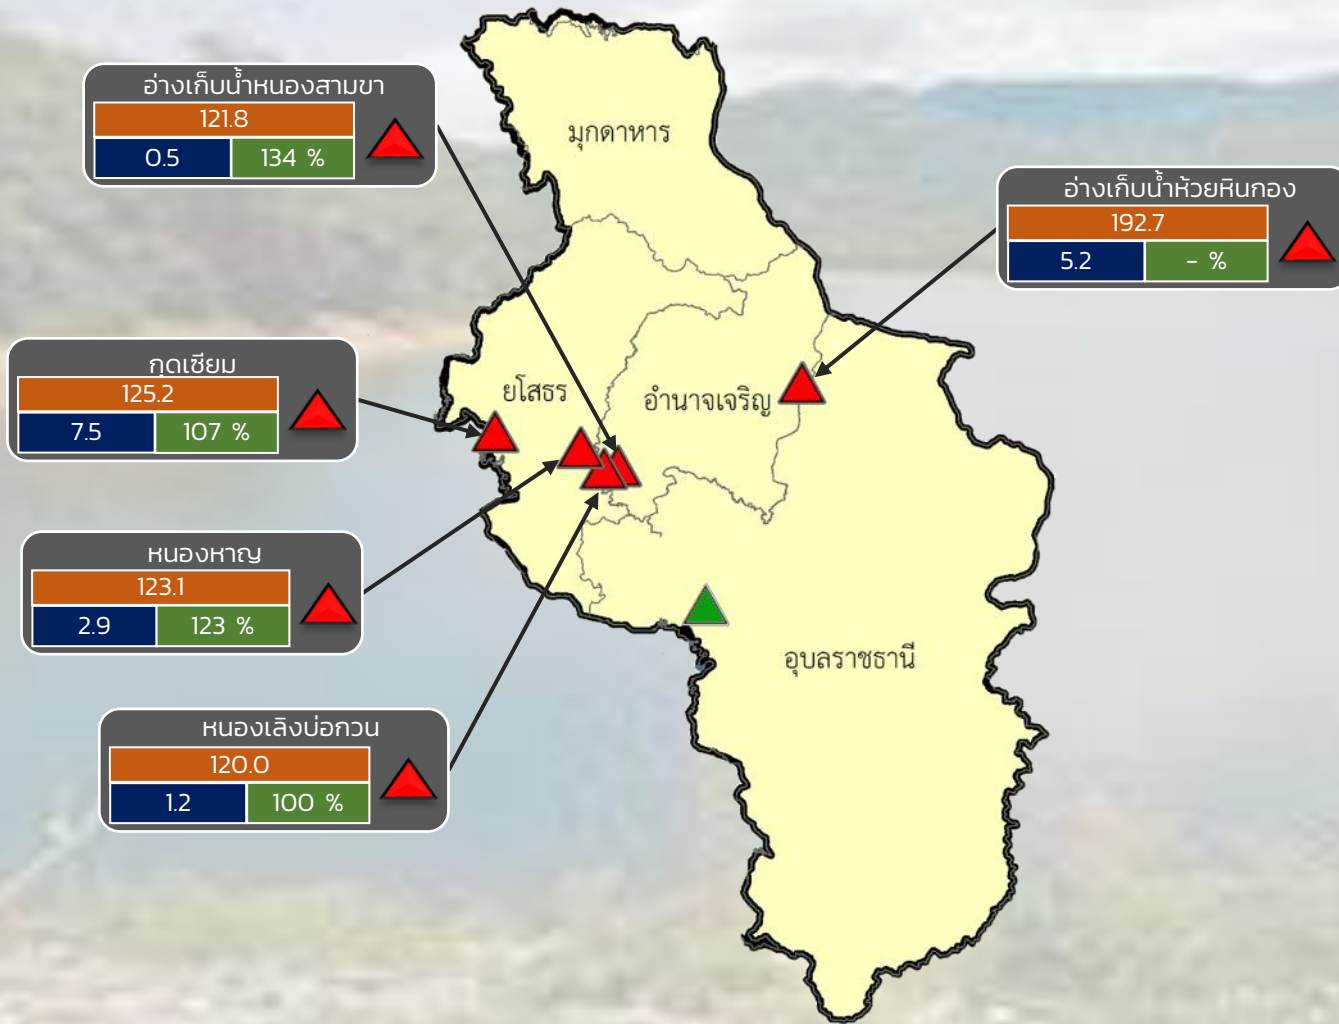 อ่างเก็บน้ำหนองสามขา
121.8
0.5 134 %
มุกดาหาร
อ่างเก็บน้ำห้วยหินกอง
192.7
5.2 - %
กุดเซียม
125.2
7.5 107 %
ยโสธร
อำนาจเจริญ
หนองหาญ
123.1
2.9 123 %
อุบลราชธานี
หนองเลิงบ่อกวน
120.0
1.2 100 %